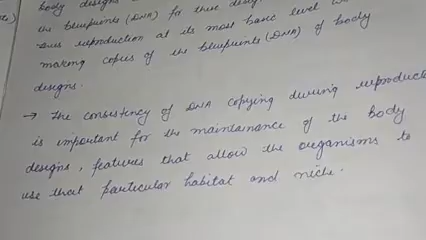 body designs
the blueprints (DNA) for these
thus reproduction at its most basic level
making copies of the blueprints (DNA) of body
designs.
→ The consistency of DNA copying during reproduct
is important for the maintainance of the body
designs, features that allow the organisms to
use that particular habitat and niche.